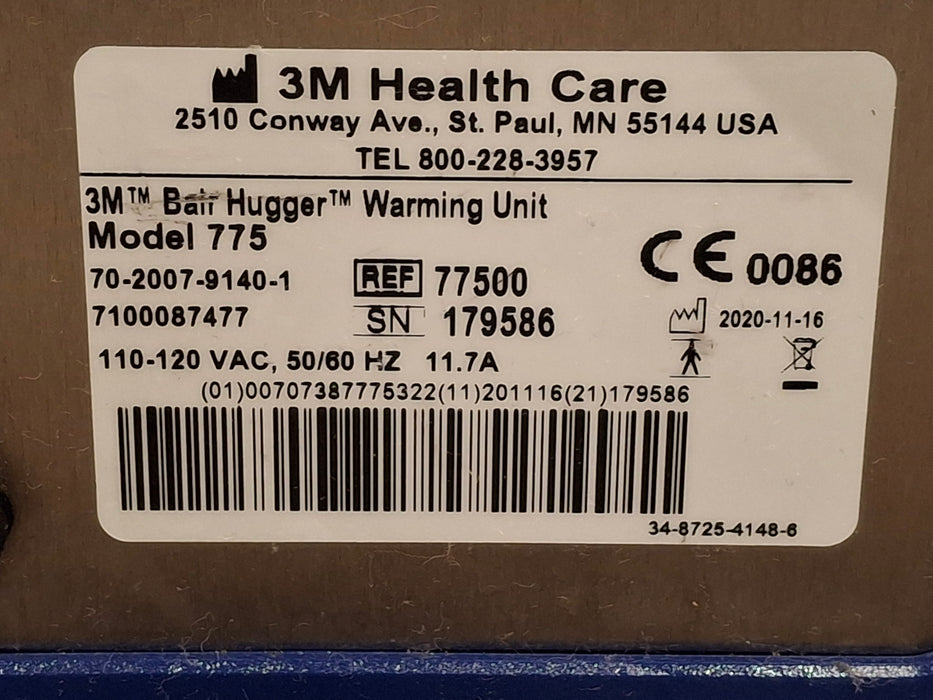 3M Health Care
2510 Conway Ave., St. Paul, MN 55144 USA
TEL 800-228-3957
3M™ Bair Hugger™ Warming Unit
Model 775
CE 0086
70-2007-9140-1 REF 77500
7100087477 SN 179586
2020-11-16
110-120 VAC, 50/60 HZ 11.7A
(01)00707387775322(11)201116(21)179586
34-8725-4148-6